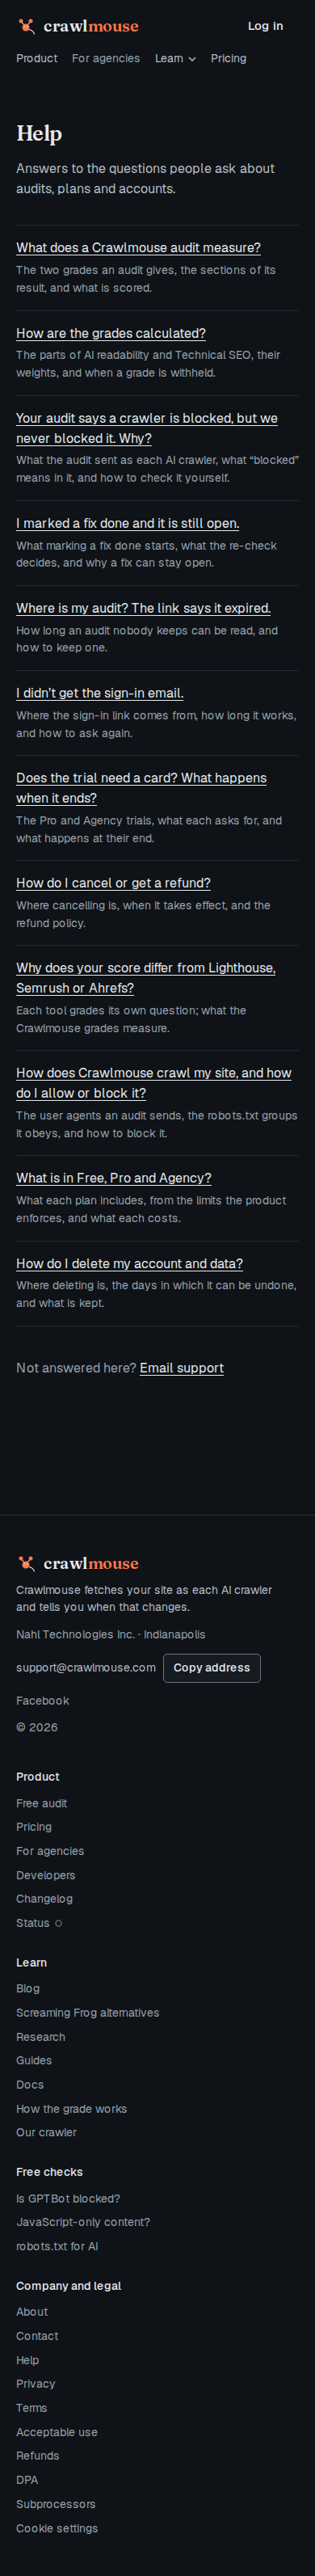 crawlmouse
Log in
Product For agencies Learn Pricing
Help
Answers to the questions people ask about
audits, plans and accounts.
What does a Crawlmouse audit measure?
The two grades an audit gives, the sections of its
result, and what is scored.
How are the grades calculated?
The parts of AI readability and Technical SEO, their
weights, and when a grade is withheld.
Your audit says a crawler is blocked, but we
never blocked it. Why?
What the audit sent as each AI crawler, what “blocked”
means in it, and how to check it yourself.
I marked a fix done and it is still open.
What marking a fix done starts, what the re-check
decides, and why a fix can stay open.
Where is my audit? The link says it expired.
How long an audit nobody keeps can be read, and
how to keep one.
I didn’t get the sign-in email.
Where the sign-in link comes from, how long it works,
and how to ask again.
Does the trial need a card? What happens
when it ends?
The Pro and Agency trials, what each asks for, and
what happens at their end.
How do I cancel or get a refund?
Where cancelling is, when it takes effect, and the
refund policy.
Why does your score differ from Lighthouse,
Semrush or Ahrefs?
Each tool grades its own question; what the
Crawlmouse grades measure.
How does Crawlmouse crawl my site, and how
do I allow or block it?
The user agents an audit sends, the robots.txt groups
it obeys, and how to block it.
What is in Free, Pro and Agency?
What each plan includes, from the limits the product
enforces, and what each costs.
How do I delete my account and data?
Where deleting is, the days in which it can be undone,
and what is kept.
Not answered here? Email support
crawlmouse
Crawlmouse fetches your site as each AI crawler
and tells you when that changes.
Nahl Technologies Inc. · Indianapolis
support@crawlmouse.com Copy address
Facebook
© 2026
Product
Free audit
Pricing
For agencies
Developers
Changelog
Status
Learn
Blog
Screaming Frog alternatives
Research
Guides
Docs
How the grade works
Our crawler
Free checks
Is GPTBot blocked?
JavaScript-only content?
robots.txt for AI
Company and legal
About
Contact
Help
Privacy
Terms
Acceptable use
Refunds
DPA
Subprocessors
Cookie settings